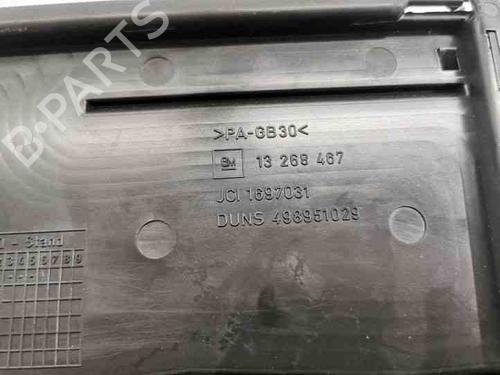 >PA-GB30<
GM 13 268 467
JCI 1697031
DUNS 498951029
- Stand
23456789
B-PARTS